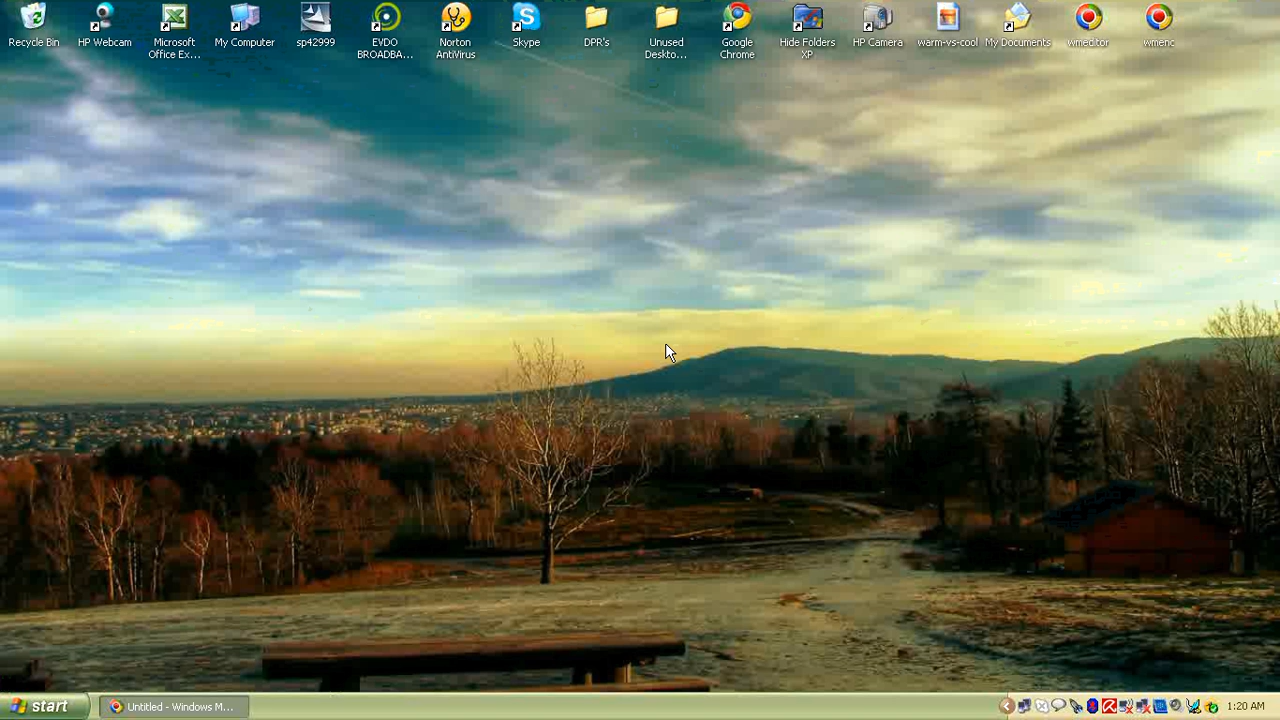 Recycle Bin
HP Webcam
Microsoft
Office Ex...
My Computer
sp42999
EVDO
BROADBA...
Norton
AntiVirus
Skype
DPR's
Unused
Deskto...
Google
Chrome
Hide Folders
XP
HP Camera
warm-vs-cool
My Documents
wmeditor
wmenc
start
Untitled - Windows M...
1:20 AM